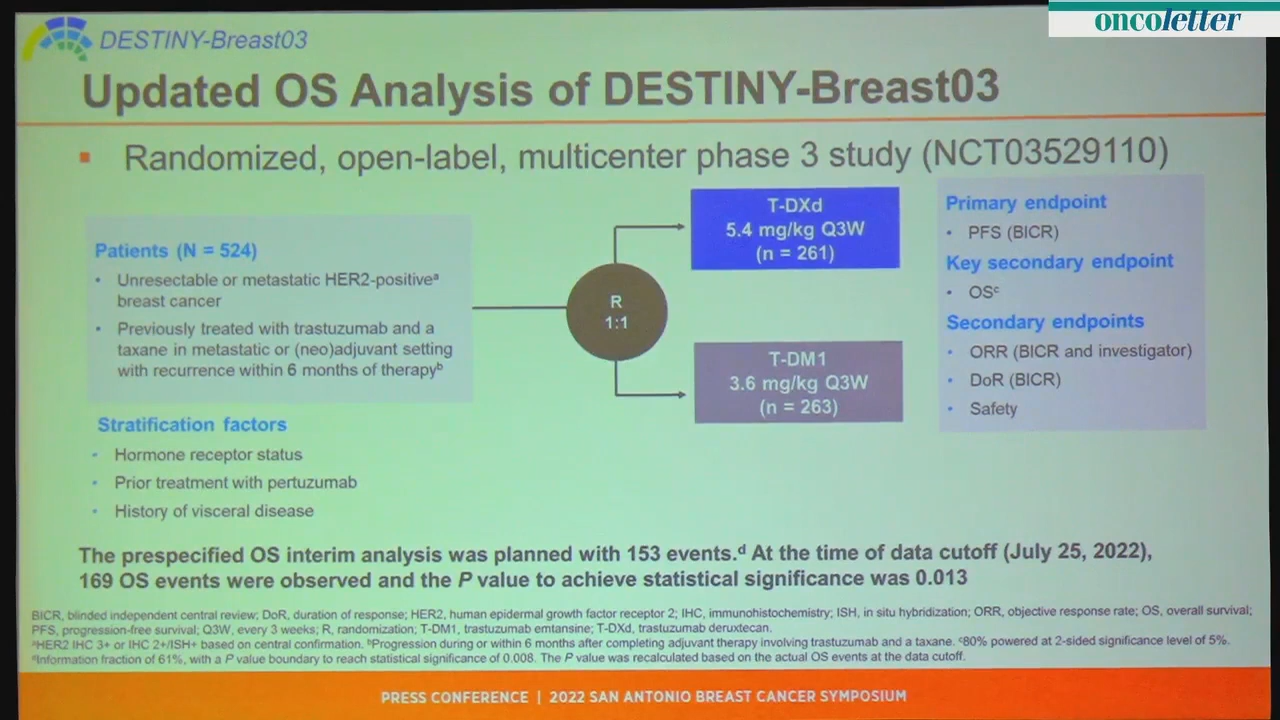 oncoletter
DESTINY-Breast03
Updated OS Analysis of DESTINY-Breast03
▪ Randomized, open-label, multicenter phase 3 study (NCT03529110)
Patients (N = 524)
• Unresectable or metastatic HER2-positiveᵃ
breast cancer
• Previously treated with trastuzumab and a
taxane in metastatic or (neo)adjuvant setting
with recurrence within 6 months of therapyᵇ
Stratification factors
• Hormone receptor status
• Prior treatment with pertuzumab
• History of visceral disease
R
1:1
T-DXd
5.4 mg/kg Q3W
(n = 261)
T-DM1
3.6 mg/kg Q3W
(n = 263)
Primary endpoint
• PFS (BICR)
Key secondary endpoint
• OSᶜ
Secondary endpoints
• ORR (BICR and investigator)
• DoR (BICR)
• Safety
The prespecified OS interim analysis was planned with 153 events.ᵈ At the time of data cutoff (July 25, 2022),
169 OS events were observed and the P value to achieve statistical significance was 0.013
BICR, blinded independent central review; DoR, duration of response; HER2, human epidermal growth factor receptor 2; IHC, immunohistochemistry; ISH, in situ hybridization; ORR, objective response rate; OS, overall survival;
PFS, progression-free survival; Q3W, every 3 weeks; R, randomization; T-DM1, trastuzumab emtansine; T-DXd, trastuzumab deruxtecan.
ᵃHER2 IHC 3+ or IHC 2+/ISH+ based on central confirmation. ᵇProgression during or within 6 months after completing adjuvant therapy involving trastuzumab and a taxane. ᶜ80% powered at 2-sided significance level of 5%.
ᵈInformation fraction of 61%, with a P value boundary to reach statistical significance of 0.008. The P value was recalculated based on the actual OS events at the data cutoff.
PRESS CONFERENCE | 2022 SAN ANTONIO BREAST CANCER SYMPOSIUM